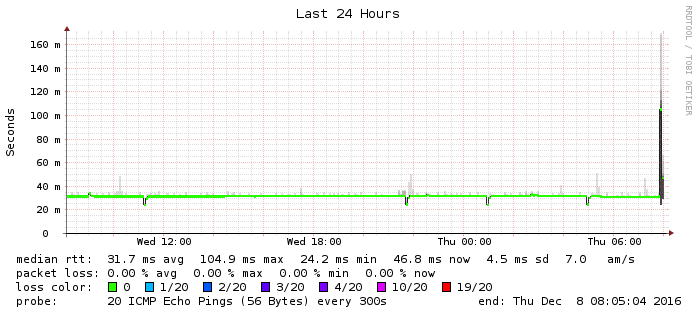 Last 24 Hours
RRDTOOL / TOBI OETIKER
Seconds
160 m
140 m
120 m
100 m
80 m
60 m
40 m
20 m
0
Wed 12:00 Wed 18:00 Thu 00:00 Thu 06:00
median rtt: 31.7 ms avg 104.9 ms max 24.2 ms min 46.8 ms now 4.5 ms sd 7.0 am/s
packet loss: 0.00 % avg 0.00 % max 0.00 % min 0.00 % now
loss color: 0 1/20 2/20 3/20 4/20 10/20 19/20
probe: 20 ICMP Echo Pings (56 Bytes) every 300s end: Thu Dec 8 08:05:04 2016